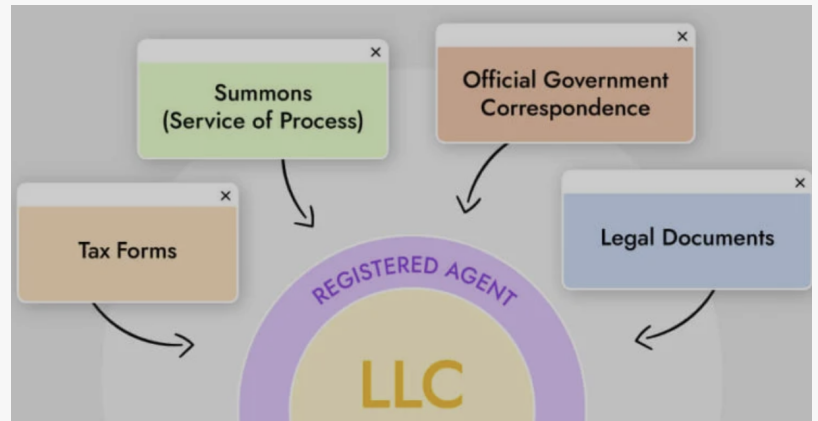 Summons
(Service of Process)
Official Government
Correspondence
Tax Forms
Legal Documents
REGISTERED AGENT
LLC